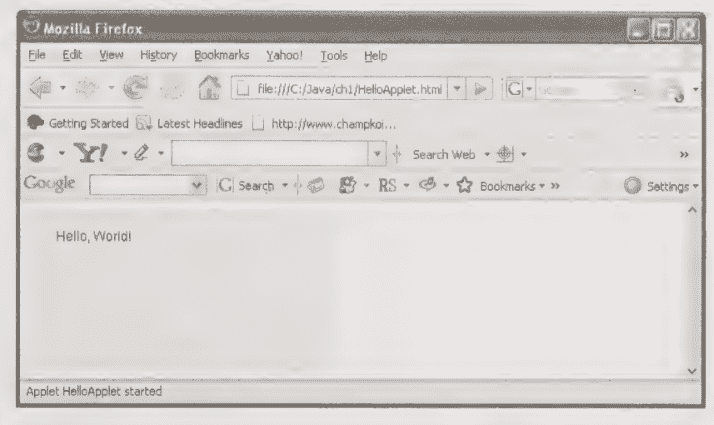 Mozilla Firefox
File Edit View History Bookmarks Yahoo! Tools Help
file:///C:/Java/ch1/HelloApplet.html G
Getting Started Latest Headlines http://www.champkoi...
Y! Search Web »
Google G Search RS Bookmarks » Settings
Hello, World!
Applet HelloApplet started